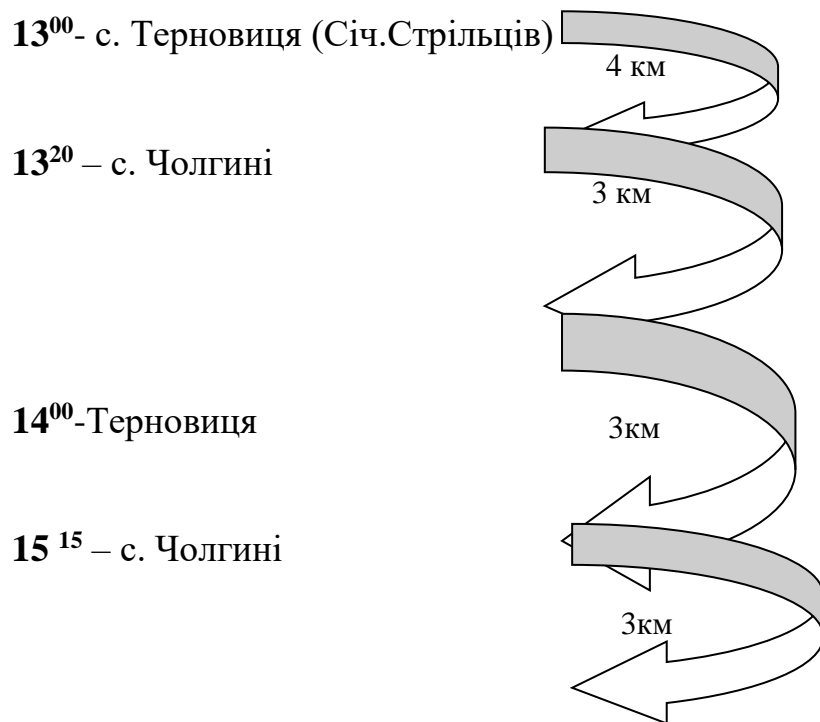 13⁰⁰- с. Терновиця (Січ.Стрільців)
4 км
13²⁰ – с. Чолгині
3 км
14⁰⁰-Терновиця
3км
15 ¹⁵ – с. Чолгині
3км